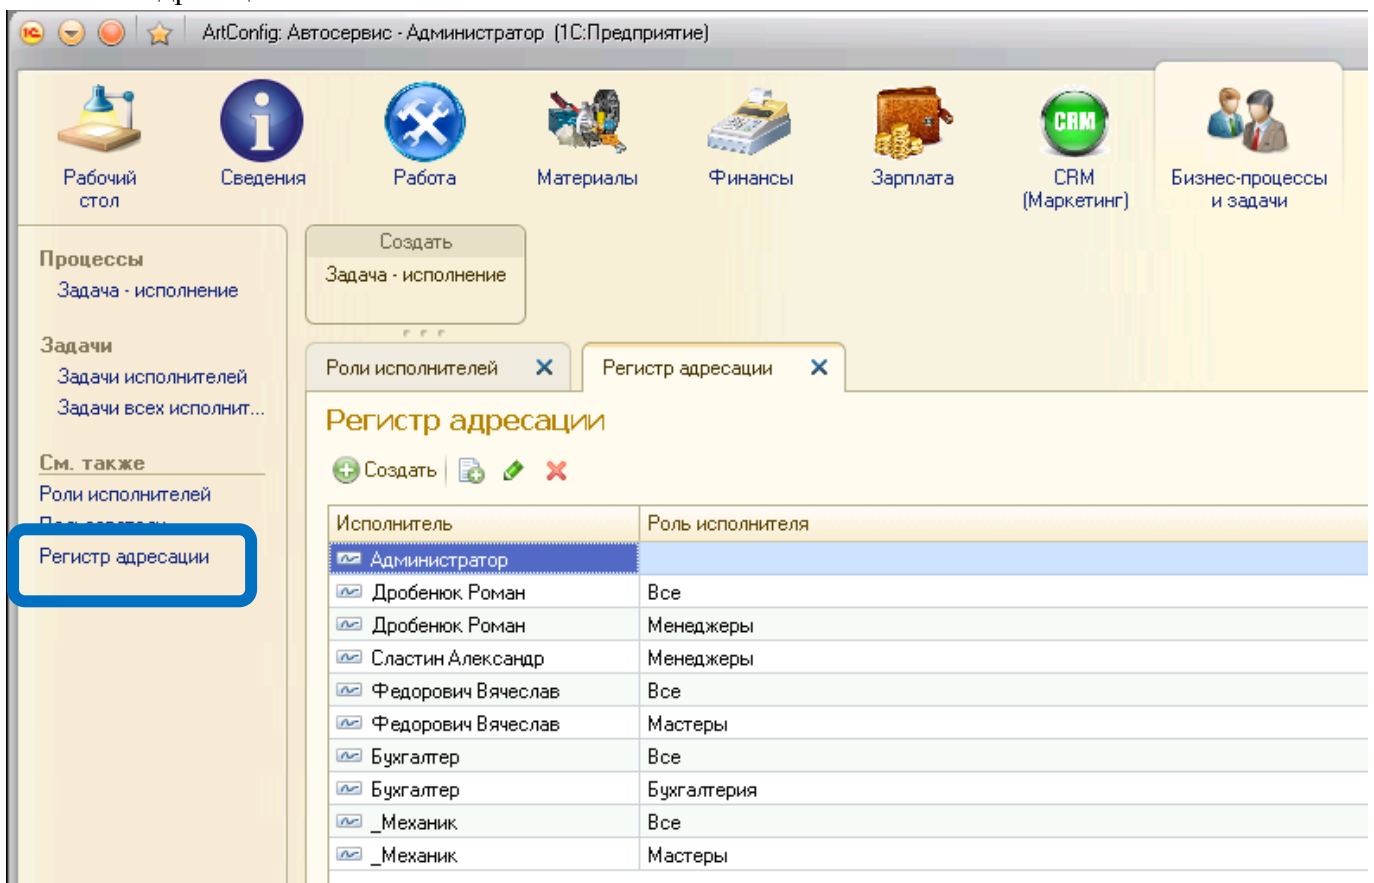 ArtConfig: Автосервис - Администратор (1С:Предприятие)
Рабочий
стол
Сведения
Работа
Материалы
Финансы
Зарплата
CRM
CRM
(Маркетинг)
Бизнес-процессы
и задачи
Процессы
Задача - исполнение
Задачи
Задачи исполнителей
Задачи всех исполнит...
См. также
Роли исполнителей
Регистр адресации
Создать
Задача - исполнение
Роли исполнителей
Регистр адресации
Регистр адресации
Создать
Исполнитель Роль исполнителя
Администратор
Дробенюк Роман Все
Дробенюк Роман Менеджеры
Сластин Александр Менеджеры
Федорович Вячеслав Все
Федорович Вячеслав Мастеры
Бухгалтер Все
Бухгалтер Бухгалтерия
_Механик Все
_Механик Мастеры